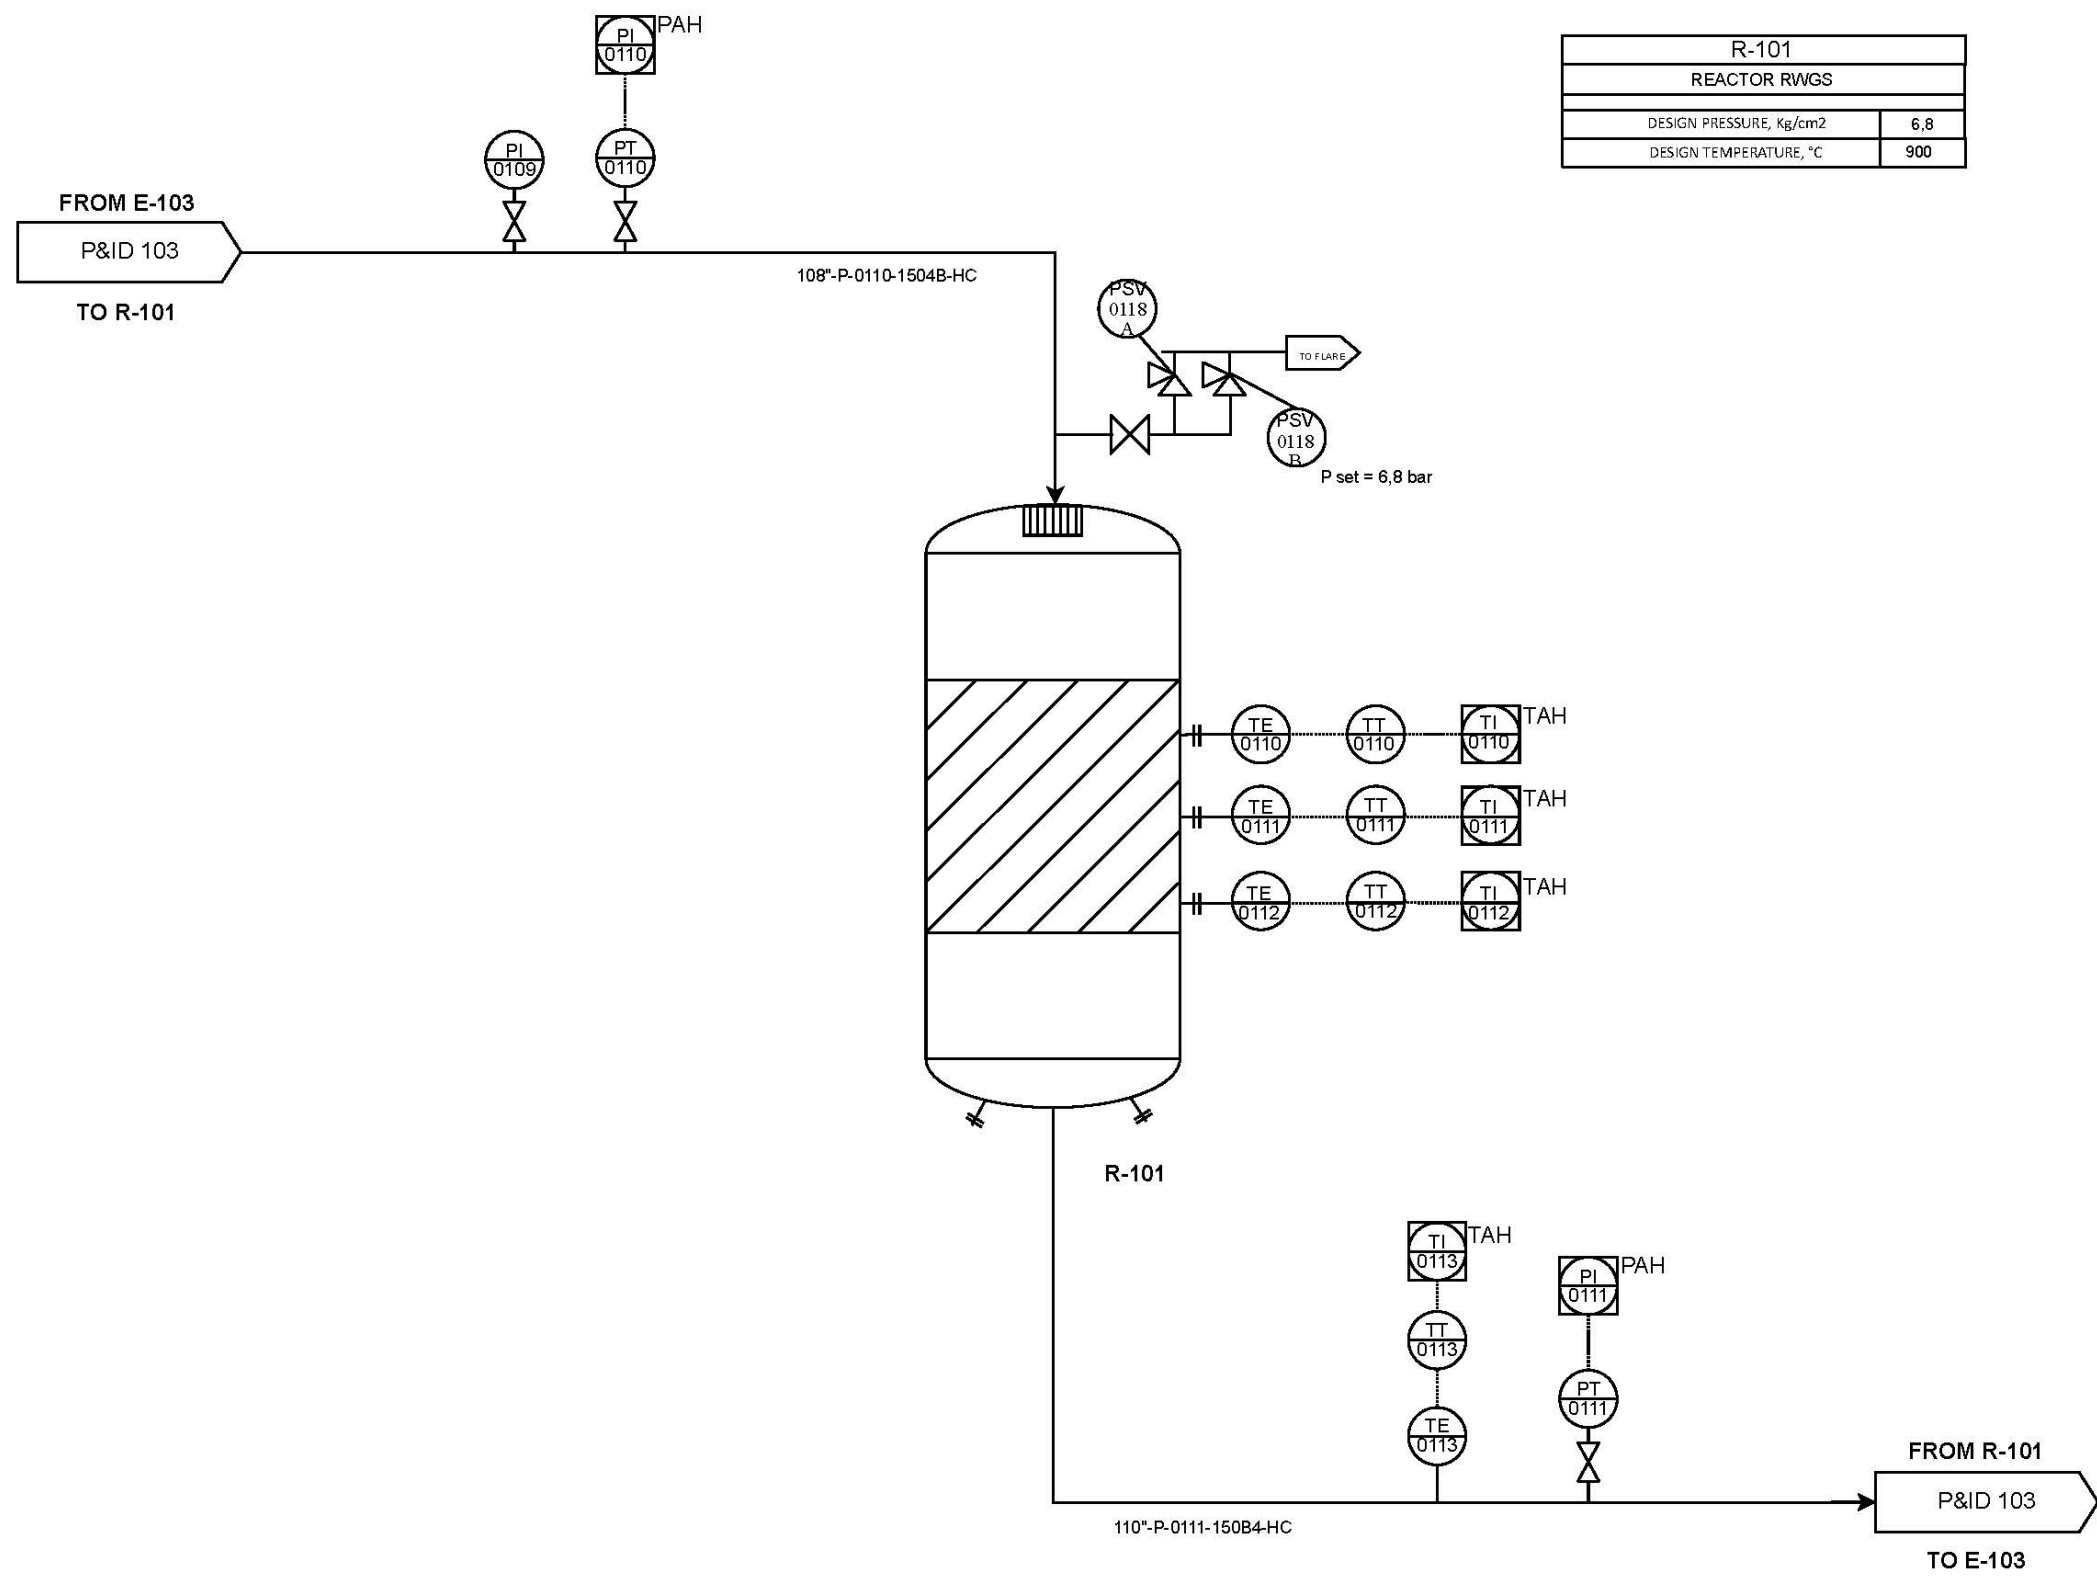 PI
0110
PAH
R-101
REACTOR RWGS
DESIGN PRESSURE, Kg/cm2 6,8
DESIGN TEMPERATURE, °C 900
PI
0109
PT
0110
FROM E-103
P&ID 103
TO R-101
108"-P-0110-1504B-HC
PSV
0118
A
TO FLARE
PSV
0118
B
P set = 6,8 bar
TE
0110
TT
0110
TI
0110
TAH
TE
0111
TT
0111
TI
0111
TAH
TE
0112
TT
0112
TI
0112
TAH
R-101
TI
0113
TAH
PI
0111
PAH
TT
0113
PT
0111
TE
0113
FROM R-101
P&ID 103
TO E-103
110"-P-0111-150B4-HC